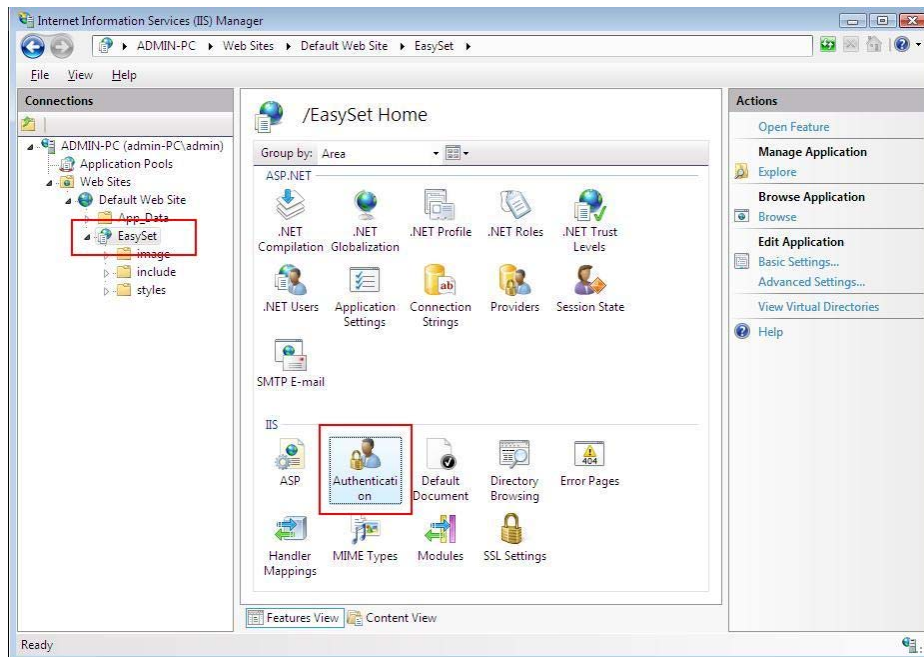 Internet Information Services (IIS) Manager
ADMIN-PC Web Sites Default Web Site EasySet
File View Help
Connections
ADMIN-PC (admin-PC\admin)
Application Pools
Web Sites
Default Web Site
App_Data
EasySet
image
include
styles
/EasySet Home
Group by: Area
ASP.NET
.NET Compilation
.NET Globalization
.NET Profile
.NET Roles
.NET Trust Levels
.NET Users
Application Settings
Connection Strings
ab
Providers
Session State
SMTP E-mail
IIS
ASP
Authenticati
on
Default Document
Directory Browsing
404
Error Pages
Handler Mappings
MIME Types
Modules
SSL Settings
Features View
Content View
Actions
Open Feature
Manage Application
Explore
Browse Application
Browse
Edit Application
Basic Settings...
Advanced Settings...
View Virtual Directories
Help
Ready